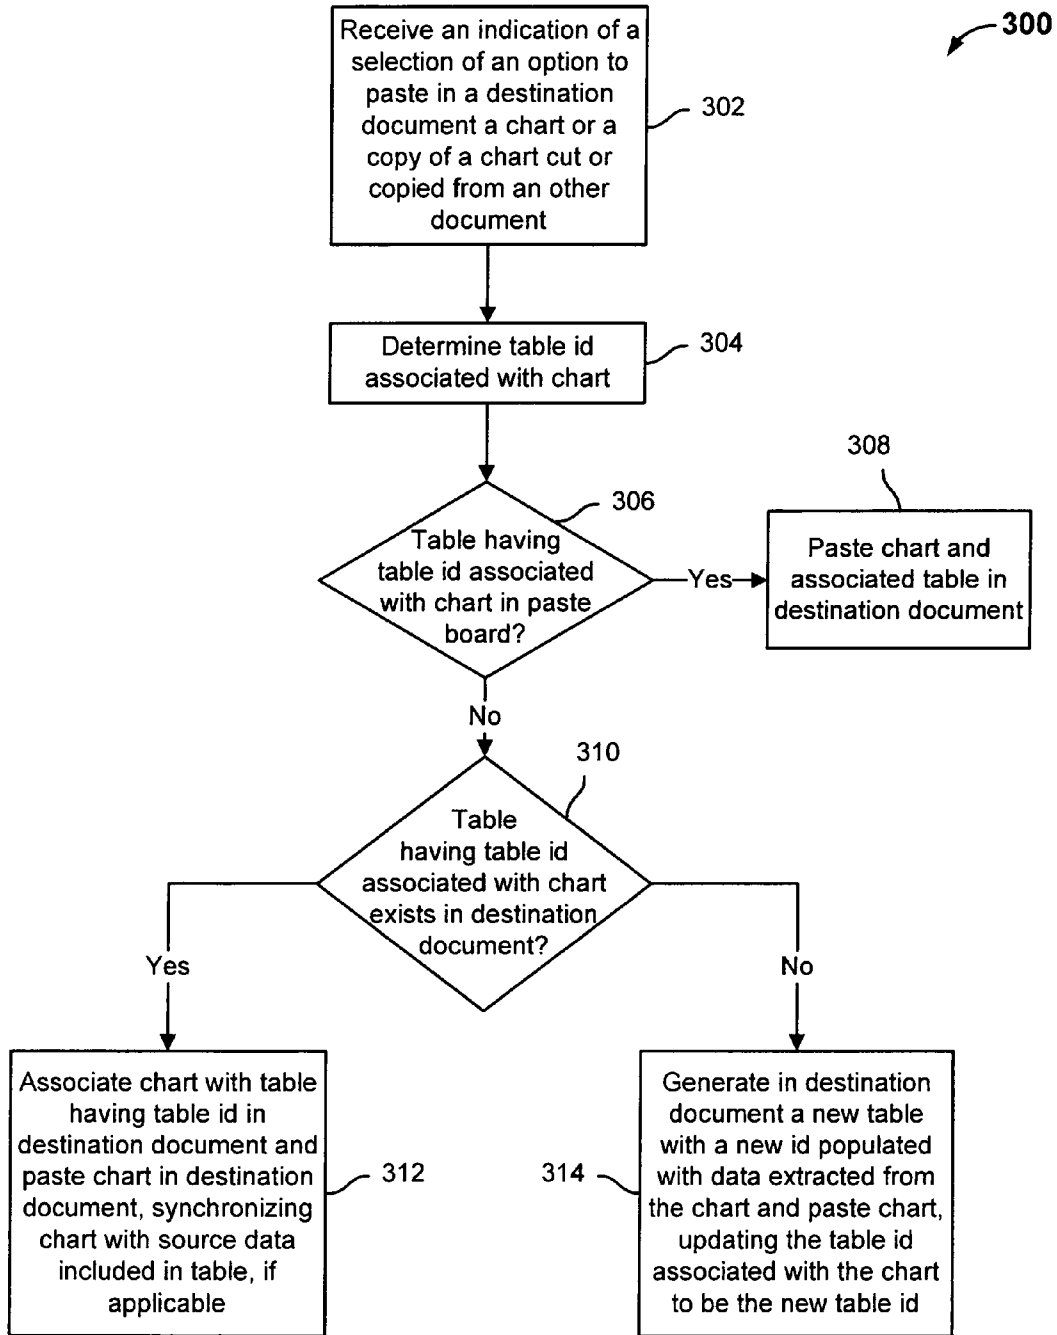 300
Receive an indication of a
selection of an option to
paste in a destination
document a chart or a
copy of a chart cut or
copied from an other
document
302
Determine table id
associated with chart
304
306
Table having
table id associated
with chart in paste
board?
Yes
308
Paste chart and
associated table in
destination document
No
310
Table
having table id
associated with chart
exists in destination
document?
Yes
No
Associate chart with table
having table id in
destination document and
paste chart in destination
document, synchronizing
chart with source data
included in table, if
applicable
312
314
Generate in destination
document a new table
with a new id populated
with data extracted from
the chart and paste chart,
updating the table id
associated with the chart
to be the new table id